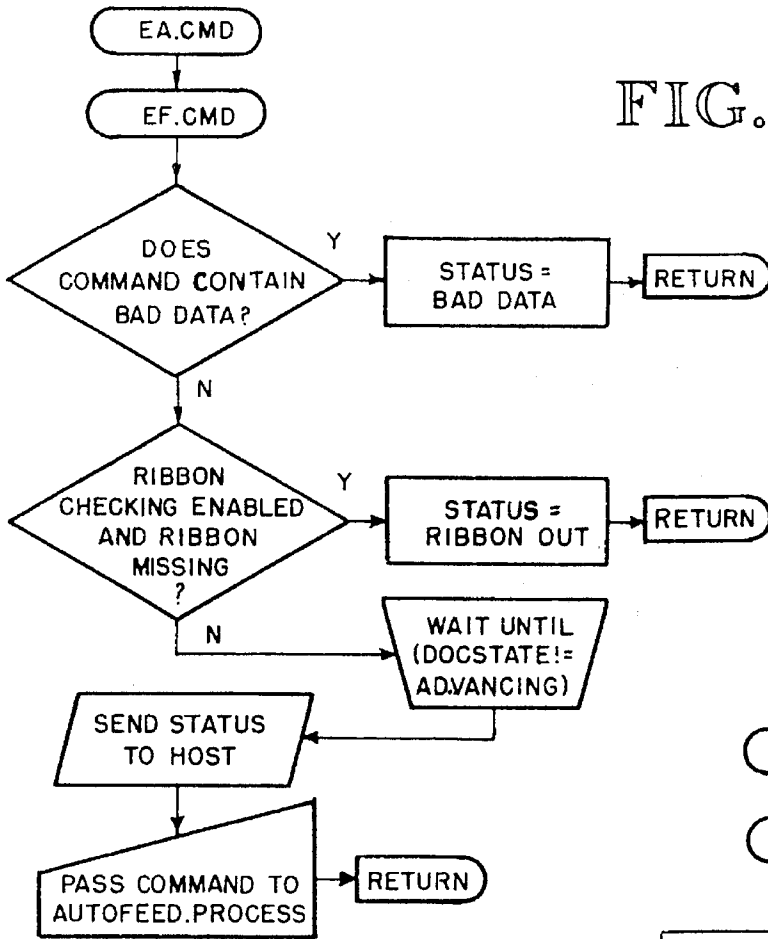 EA.CMD
EF.CMD
FIG.
DOES
COMMAND CONTAIN
BAD DATA?
Y
STATUS =
BAD DATA
RETURN
N
RIBBON
CHECKING ENABLED
AND RIBBON
MISSING
?
Y
STATUS =
RIBBON OUT
RETURN
N
WAIT UNTIL
(DOCSTATE!=
ADVANCING)
SEND STATUS
TO HOST
PASS COMMAND TO
AUTOFEED.PROCESS
RETURN